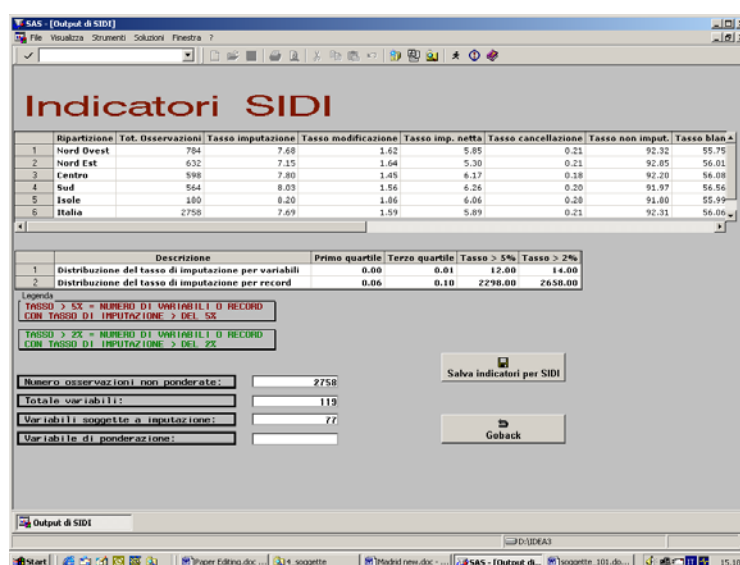 SAS - [Output di SIDI]
File Visualizza Strumenti Soluzioni Finestra ?
Indicatori SIDI
Ripartizione Tot. Osservazioni Tasso imputazione Tasso modificazione Tasso imp. netta Tasso cancellazione Tasso non imput. Tasso blan
1 Nord Ovest 784 7.68 1.62 5.85 0.21 92.32 55.75
2 Nord Est 632 7.15 1.64 5.30 0.21 92.85 56.01
3 Centro 598 7.80 1.45 6.17 0.18 92.20 56.08
4 Sud 564 8.03 1.56 6.26 0.20 91.97 56.56
5 Isole 180 8.20 1.86 6.06 0.28 91.80 55.99
6 Italia 2758 7.69 1.59 5.89 0.21 92.31 56.06
Descrizione Primo quartile Terzo quartile Tasso > 5% Tasso > 2%
1 Distribuzione del tasso di imputazione per variabili 0.00 0.01 12.00 14.00
2 Distribuzione del tasso di imputazione per record 0.06 0.10 2298.00 2658.00
Legenda
TASSO > 5% = NUMERO DI VARIABILI O RECORD
CON TASSO DI IMPUTAZIONE > DEL 5%
TASSO > 2% = NUMERO DI VARIABILI O RECORD
CON TASSO DI IMPUTAZIONE > DEL 2%
Salva indicatori per SIDI
Numero osservazioni non ponderate: 2758
Totale variabili: 119
Variabili soggette a imputazione: 77
Goback
Variabile di ponderazione:
Output di SIDI
D:\IDEA3
Start Paper Editing.doc ... 4_soggette Madrid new.doc - ... SAS - [Output di... soggette_101.do... 15.10